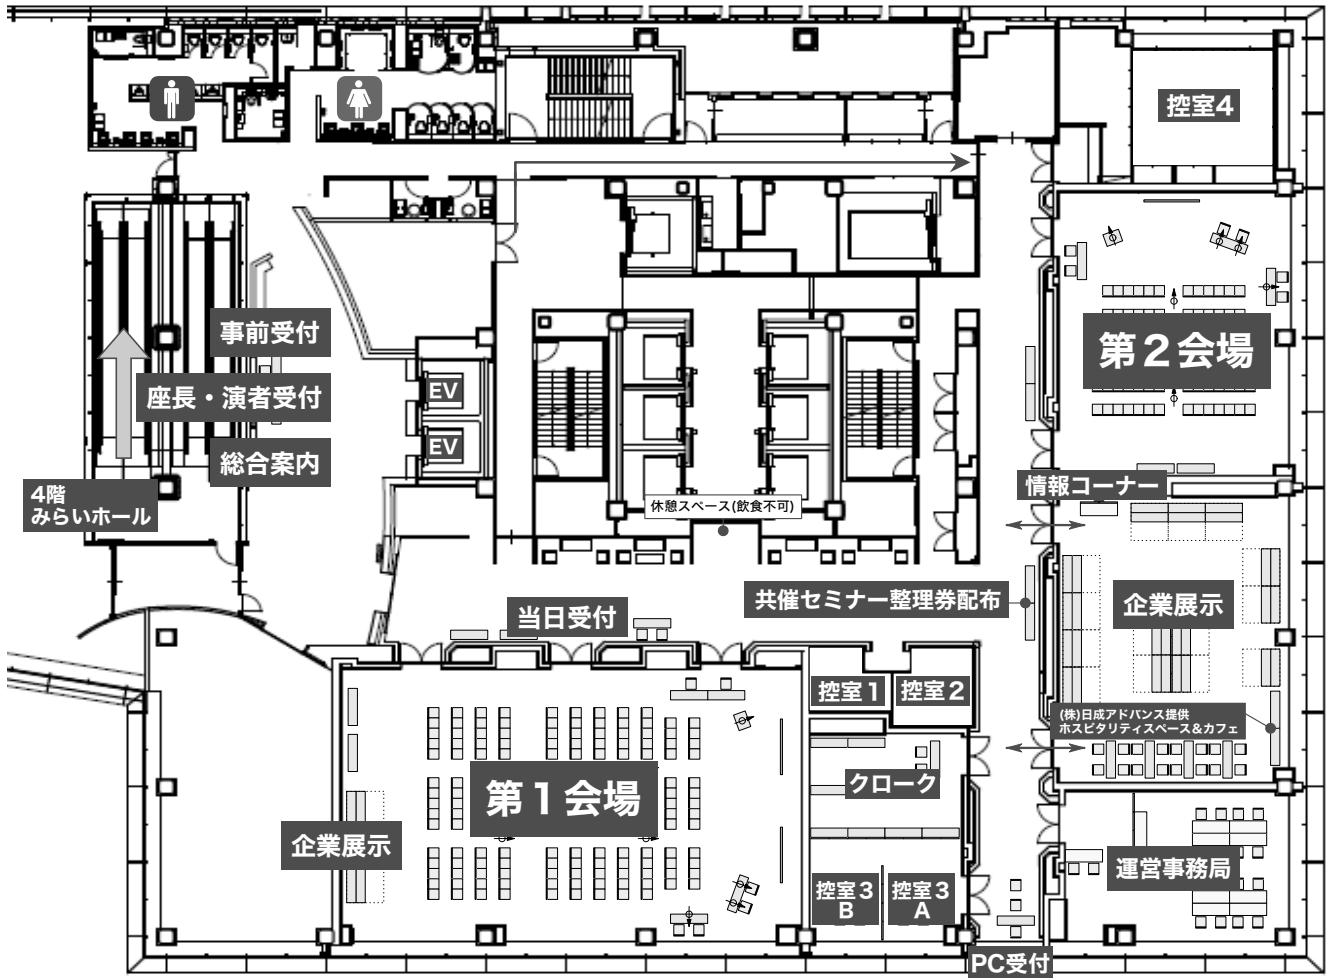 控室4
事前受付
第２会場
座長・演者受付
EV
EV
総合案内
4階
みらいホール
情報コーナー
休憩スペース(飲食不可)
共催セミナー整理券配布
企業展示
当日受付
控室１
控室２
(株)日成アドバンス提供
ホスピタリティスペース＆カフェ
第１会場
クローク
企業展示
運営事務局
控室３
B
控室３
A
PC受付